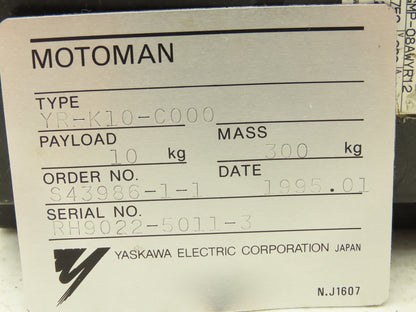 MOTOMAN
TYPE
YR-K10-C000
PAYLOAD MASS
10 kg 300 kg
ORDER NO. DATE
S43986-1-1 1995.01
SERIAL NO.
RH9022-5011-3
YASKAWA ELECTRIC CORPORATION JAPAN
N.J1607